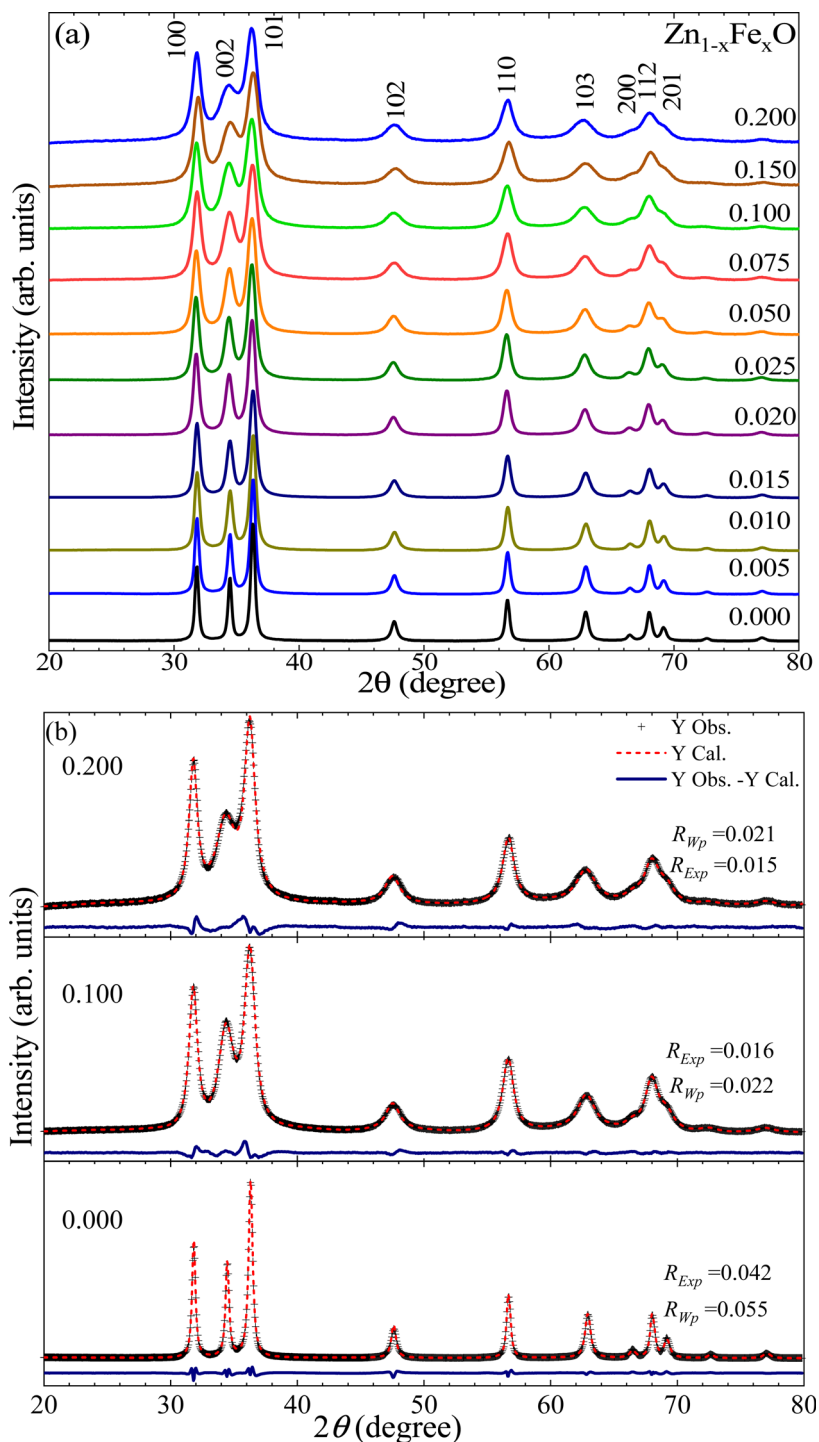 (a)
Zn1-xFexO
100
002
101
102
110
103
200
112
201
0.200
0.150
0.100
0.075
0.050
0.025
0.020
0.015
0.010
0.005
0.000
Intensity (arb. units)
20 30 40 50 60 70 80
2θ (degree)
(b)
Y Obs.
Y Cal.
Y Obs. -Y Cal.
0.200
RWp =0.021
RExp =0.015
0.100
RExp =0.016
RWp =0.022
0.000
RExp =0.042
RWp =0.055
Intensity (arb. units)
20 30 40 50 60 70 80
2θ (degree)